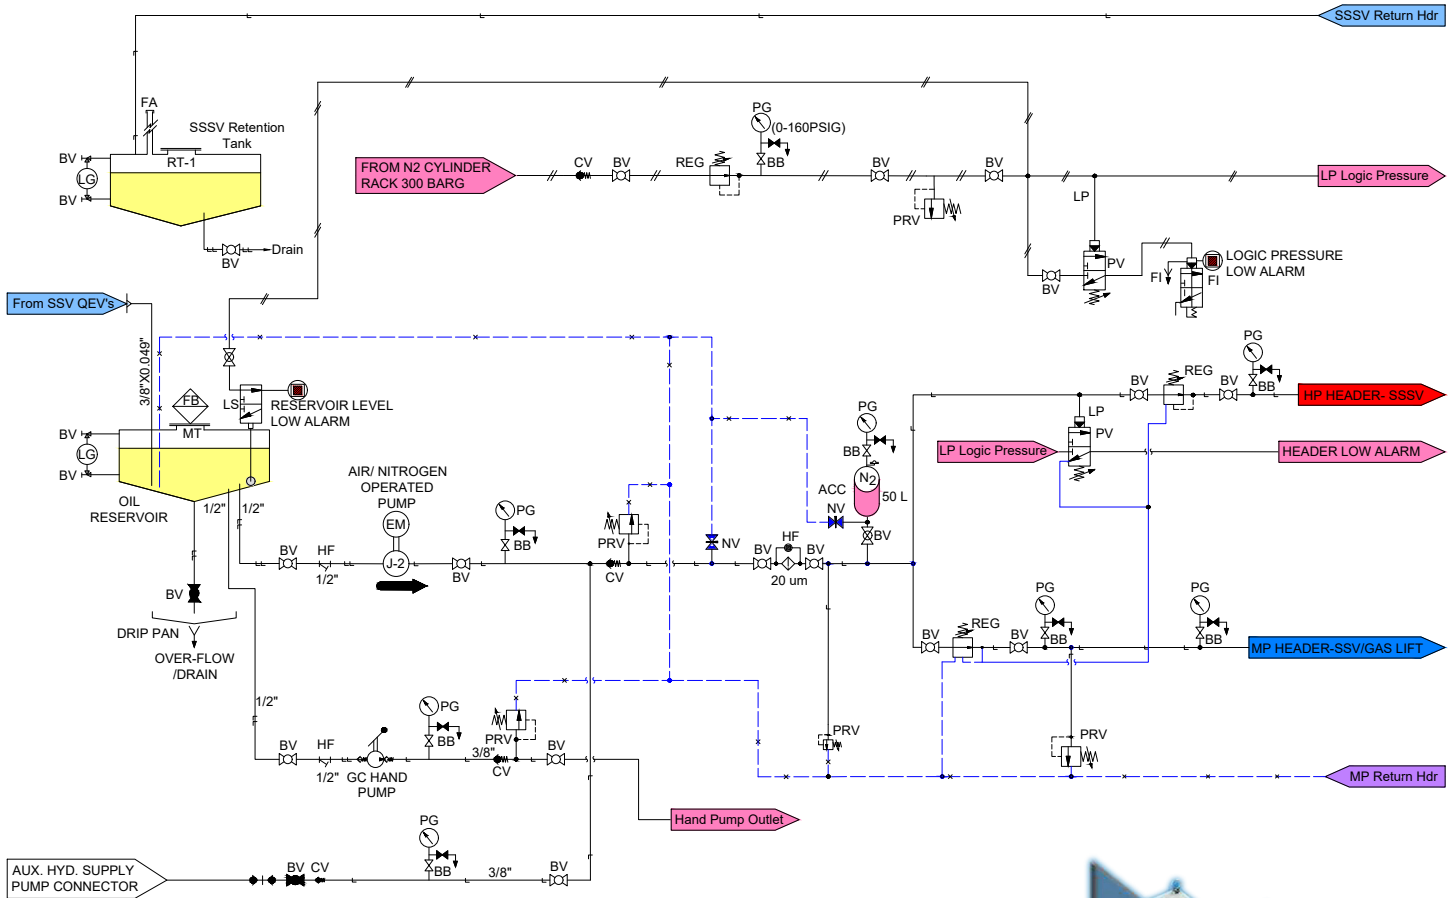 SSSV Return Hdr
FA
SSSV Retention
Tank
RT-1
BV
LG
BV
Drain
BV
PG
(0-160PSIG)
FROM N2 CYLINDER
RACK 300 BARG
CV
BV
REG
BB
BV
PRV
BV
LP Logic Pressure
LP
PV
BV
FI
FI
LOGIC PRESSURE
LOW ALARM
From SSV QEV's
3/8"X0.049"
FB
MT
LS
RESERVOIR LEVEL
LOW ALARM
BV
LG
BV
OIL
RESERVOIR
1/2"
1/2"
BV
DRIP PAN
OVER-FLOW
/DRAIN
AIR/ NITROGEN
OPERATED
PUMP
EM
J-2
BV
HF
1/2"
BV
PG
BB
PRV
CV
NV
BV
HF
20 um
BV
PG
BB
N2
ACC
50 L
NV
BV
PG
BV
REG
BV
BB
HP HEADER- SSSV
LP
PV
LP Logic Pressure
HEADER LOW ALARM
BV
REG
BV
PG
BB
PG
BB
MP HEADER-SSV/GAS LIFT
PRV
PRV
MP Return Hdr
1/2"
BV
HF
1/2"
GC HAND
PUMP
PG
BB
3/8"
PRV
CV
BV
Hand Pump Outlet
AUX. HYD. SUPPLY
PUMP CONNECTOR
BV
CV
PG
BB
3/8"
BV